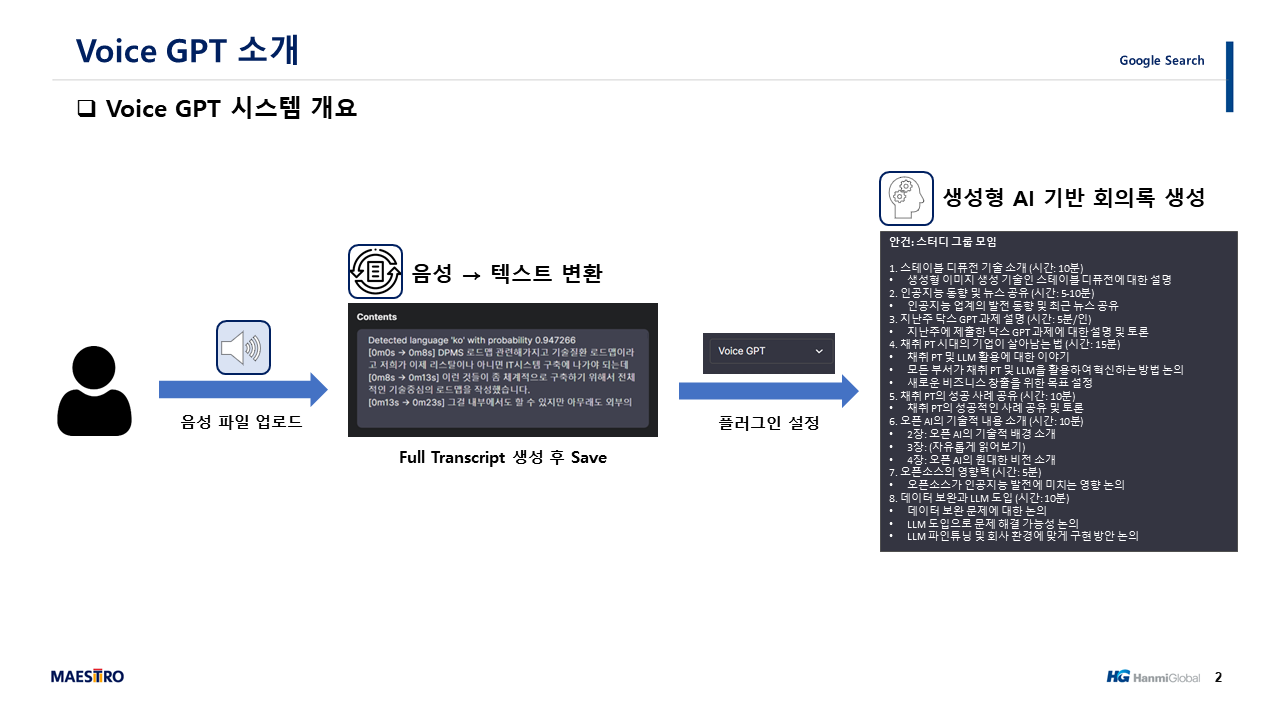 Voice GPT 소개
Google Search
❑ Voice GPT 시스템 개요
음성 파일 업로드
음성 → 텍스트 변환
Contents
Detected language 'ko' with probability 0.947266
[0m0s → 0m8s] DPMS 로드맵 관련해가지고 기술질환 로드맵이라
고 저희가 이제 리스탈이나 아니면 IT시스템 구축에 나가야 되는데
[0m8s → 0m13s] 이런 것들이 좀 체계적으로 구축하기 위해서 전체
적인 기술중심의 로드맵을 작성했습니다.
[0m13s → 0m23s] 그걸 내부에서도 할 수 있지만 아무래도 외부의
Full Transcript 생성 후 Save
Voice GPT
플러그인 설정
생성형 AI 기반 회의록 생성
안건: 스터디 그룹 모임
1. 스테이블 디퓨전 기술 소개 (시간: 10분)
• 생성형 이미지 생성 기술인 스테이블 디퓨전에 대한 설명
2. 인공지능 동향 및 뉴스 공유 (시간: 5-10분)
• 인공지능 업계의 발전 동향 및 최근 뉴스 공유
3. 지난주 닥스 GPT 과제 설명 (시간: 5분/인)
• 지난주에 제출한 닥스 GPT 과제에 대한 설명 및 토론
4. 채취 PT 시대의 기업이 살아남는 법 (시간: 15분)
• 채취 PT 및 LLM 활용에 대한 이야기
• 모든 부서가 채취 PT 및 LLM을 활용하여 혁신하는 방법 논의
• 새로운 비즈니스 창출을 위한 목표 설정
5. 채취 PT의 성공 사례 공유 (시간: 10분)
• 채취 PT의 성공적인 사례 공유 및 토론
6. 오픈 AI의 기술적 내용 소개 (시간: 10분)
• 2장: 오픈 AI의 기술적 배경 소개
• 3장: (자유롭게 읽어보기)
• 4장: 오픈 AI의 원대한 비전 소개
7. 오픈소스의 영향력 (시간: 5분)
• 오픈소스가 인공지능 발전에 미치는 영향 논의
8. 데이터 보완과 LLM 도입 (시간: 10분)
• 데이터 보완 문제에 대한 논의
• LLM 도입으로 문제 해결 가능성 논의
• LLM 파인튜닝 및 회사 환경에 맞게 구현 방안 논의
MAESTRO
HG HanmiGlobal
2